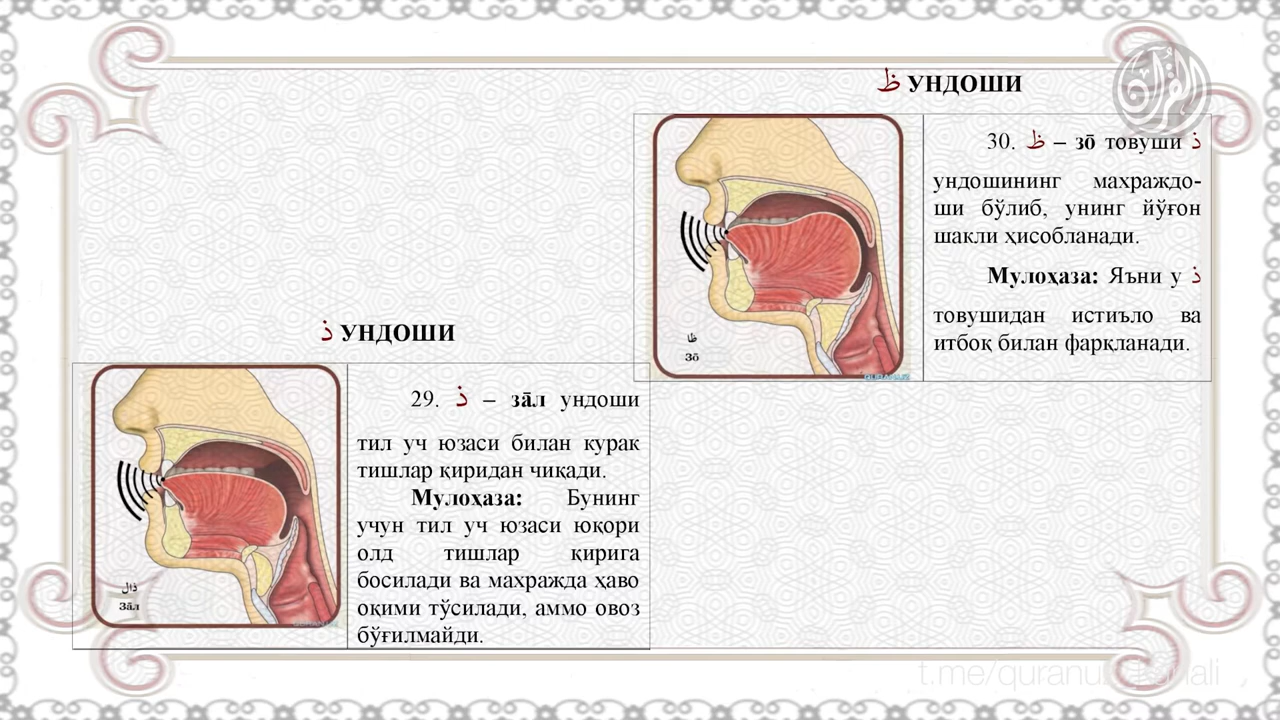 ظ УНДОШИ
30. ظ – зō товуши ذ
ундошининг махраждо-
ши бўлиб, унинг йўғон
шакли ҳисобланади.
Мулоҳаза: Яъни у ذ
товушидан истиъло ва
итбоқ билан фарқланади.
ظا
Зō
ذ УНДОШИ
29. ذ – зāл ундоши
тил уч юзаси билан курак
тишлар қиридан чиқади.
Мулоҳаза: Бунинг
учун тил уч юзаси юқори
олд тишлар қирига
босилади ва махражда ҳаво
оқими тўсилади, аммо овоз
бўғилмайди.
ذال
Зāл
القرآن